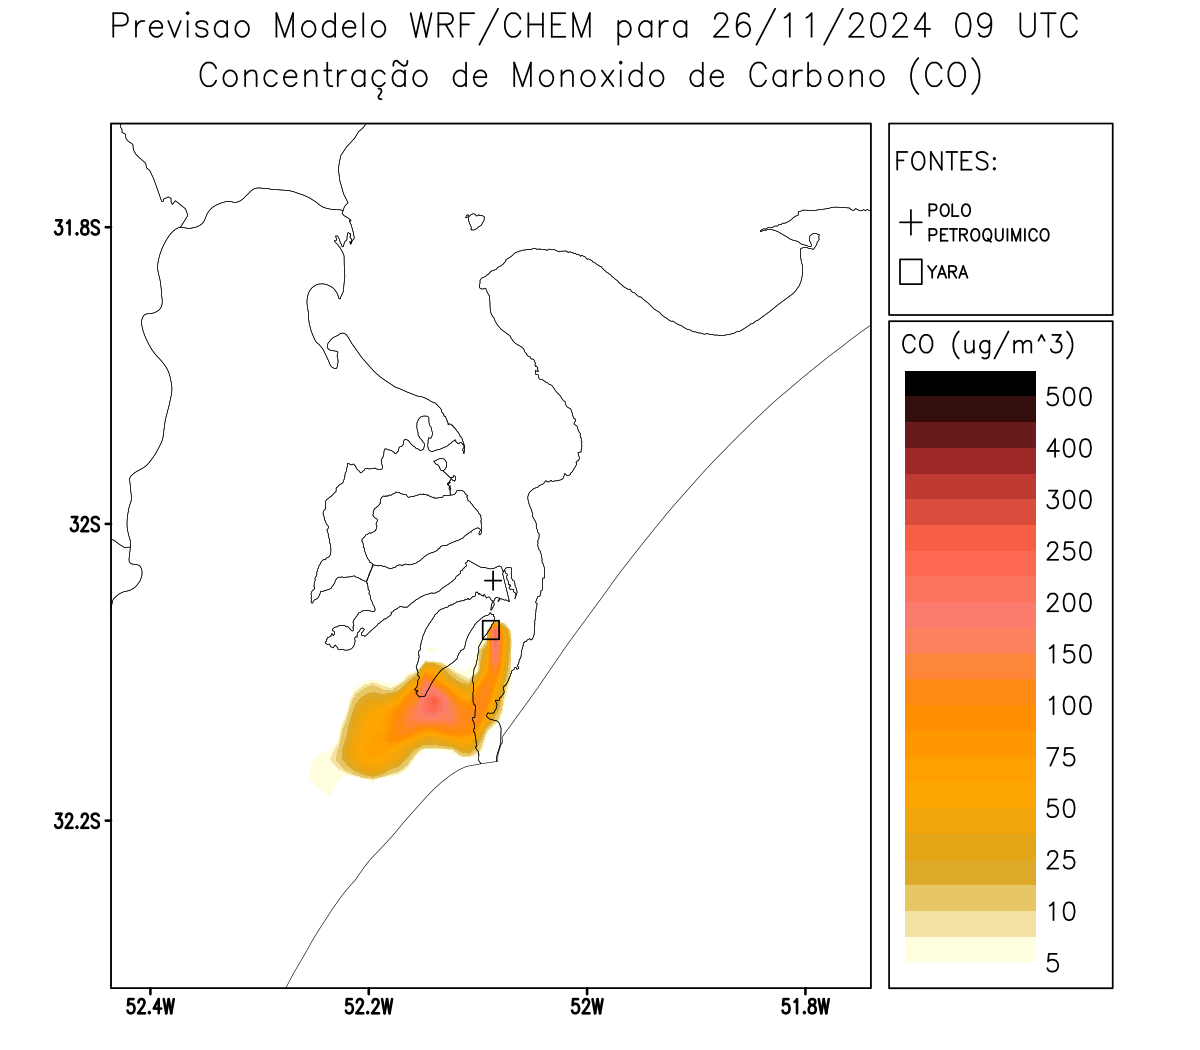 Previsao Modelo WRF/CHEM para 26/11/2024 09 UTC
Concentração de Monoxido de Carbono (CO)
FONTES:
POLO
PETROQUIMICO
YARA
CO (ug/m^3)
500
400
300
250
200
150
100
75
50
25
10
5
31.8S
32S
32.2S
52.4W
52.2W
52W
51.8W